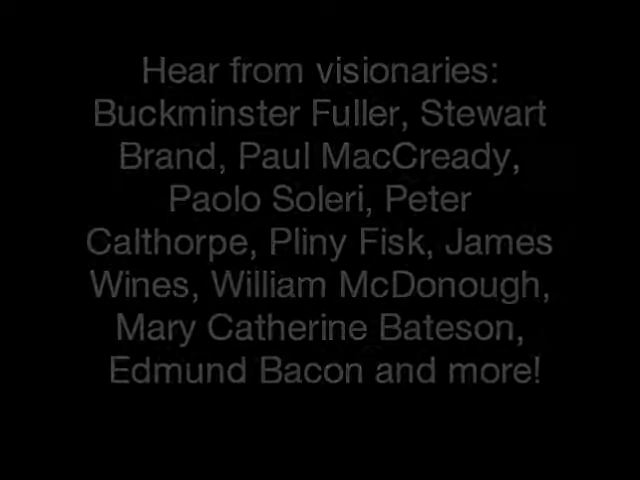 Hear from visionaries:
Buckminster Fuller, Stewart
Brand, Paul MacCready,
Paolo Soleri, Peter
Calthorpe, Pliny Fisk, James
Wines, William McDonough,
Mary Catherine Bateson,
Edmund Bacon and more!